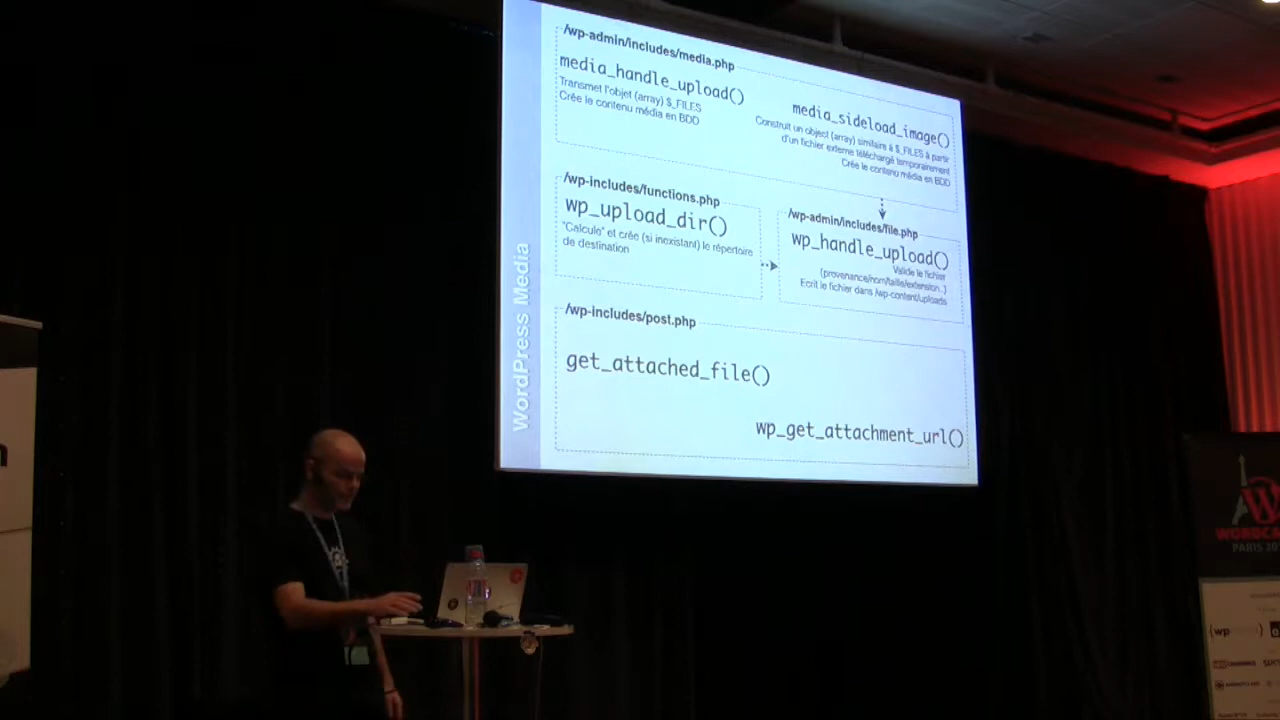 /wp-admin/includes/media.php
media_handle_upload()
Transmet l'objet (array) $_FILES
Crée le contenu média en BDD
media_sideload_image()
Construit un object (array) similaire à $_FILES à partir
d'un fichier externe téléchargé temporairement
Crée le contenu média en BDD
/wp-includes/functions.php
wp_upload_dir()
"Calcule" et crée (si inexistant) le répertoire
de destination
/wp-admin/includes/file.php
wp_handle_upload()
Valide le fichier
(provenance/nom/taille/extension..)
Ecrit le fichier dans /wp-content/uploads
/wp-includes/post.php
get_attached_file()
wp_get_attachment_url()
WordPress Media
PARIS